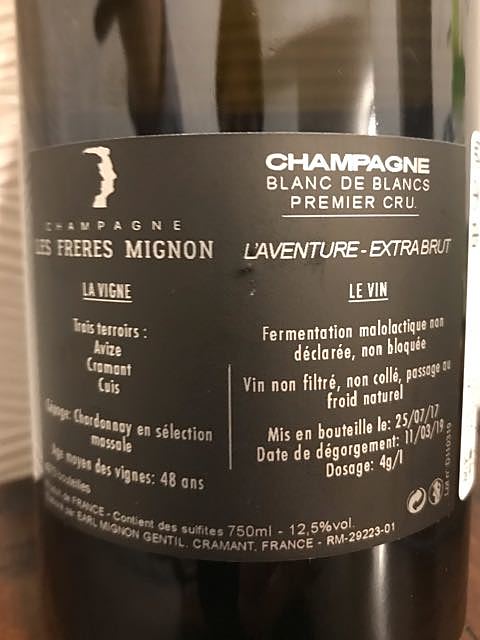 CHAMPAGNE
LES FRERES MIGNON
LA VIGNE
Trois terroirs :
Avize
Cramant
Cuis
Cépage: Chardonnay en sélection
massale
Age moyen des vignes: 48 ans
bouteilles
CHAMPAGNE
BLANC DE BLANCS
PREMIER CRU.
L'AVENTURE - EXTRA BRUT
LE VIN
Fermentation malolactique non
déclarée, non bloquée
Vin non filtré, non collé, passage au
froid naturel
Mis en bouteille le: 25/07/17
Date de dégorgement: 11/03/19
Dosage: 4g/l
de FRANCE - Contient des sulfites 750ml - 12,5%vol.
par EARL MIGNON GENTIL. CRAMANT, FRANCE - RM-29223-01
Lot n° D110319